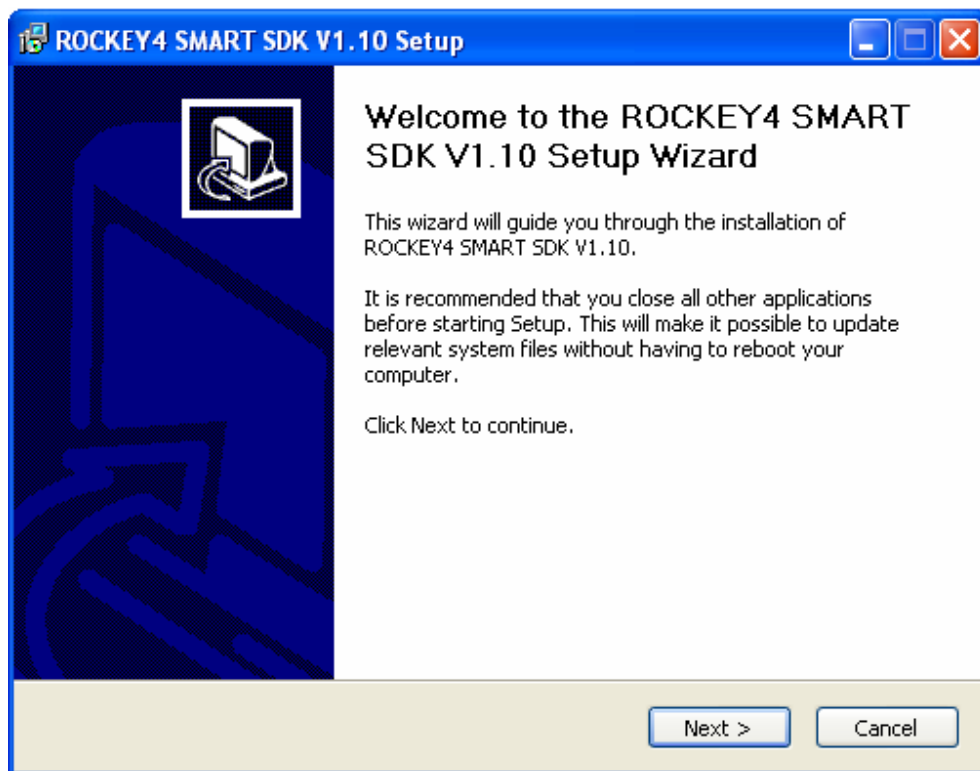 ROCKEY4 SMART SDK V1.10 Setup
Welcome to the ROCKEY4 SMART
SDK V1.10 Setup Wizard
This wizard will guide you through the installation of
ROCKEY4 SMART SDK V1.10.
It is recommended that you close all other applications
before starting Setup. This will make it possible to update
relevant system files without having to reboot your
computer.
Click Next to continue.
Next > Cancel